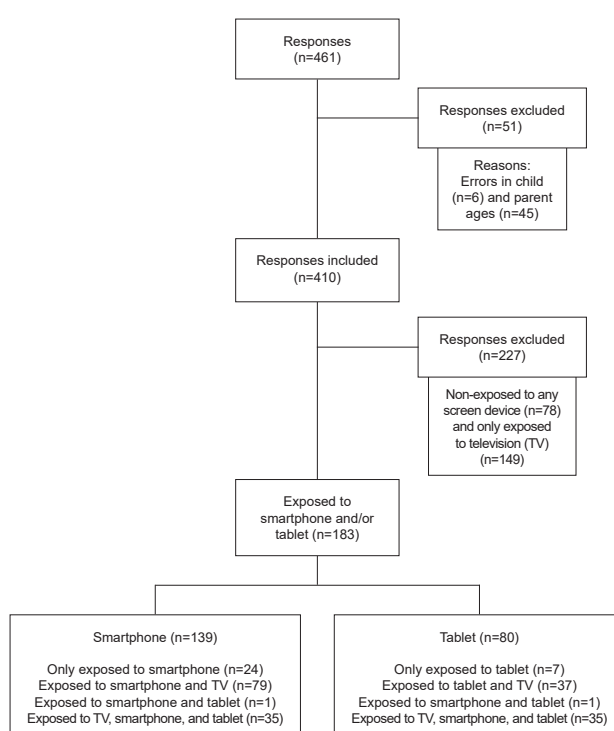 Responses
(n=461)
Responses excluded
(n=51)
Reasons:
Errors in child
(n=6) and parent
ages (n=45)
Responses included
(n=410)
Responses excluded
(n=227)
Non-exposed to any
screen device (n=78)
and only exposed
to television (TV)
(n=149)
Exposed to
smartphone and/or
tablet (n=183)
Smartphone (n=139)
Only exposed to smartphone (n=24)
Exposed to smartphone and TV (n=79)
Exposed to smartphone and tablet (n=1)
Exposed to TV, smartphone, and tablet (n=35)
Tablet (n=80)
Only exposed to tablet (n=7)
Exposed to tablet and TV (n=37)
Exposed to smartphone and tablet (n=1)
Exposed to TV, smartphone, and tablet (n=35)